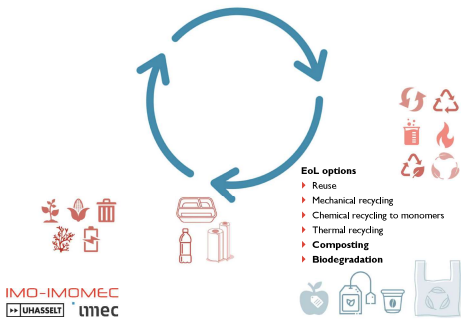 EoL options
Reuse
Mechanical recycling
Chemical recycling to monomers
Thermal recycling
Composting
Biodegradation
IMO-IMOMEC
UHASSELT
imec